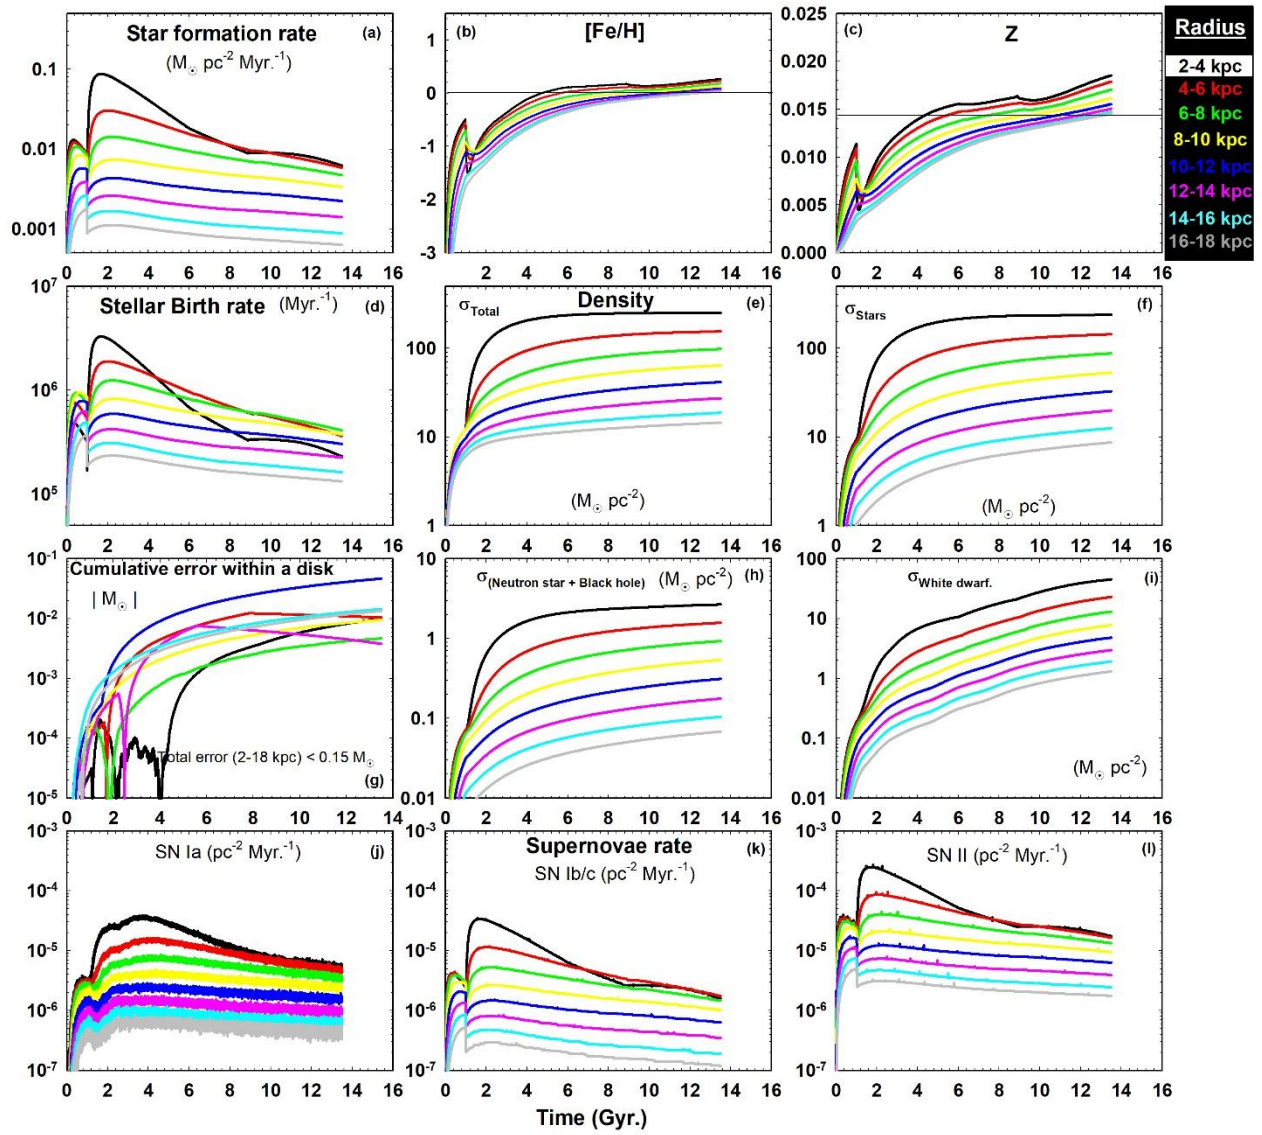 Star formation rate (a)
(M☉ pc-2 Myr.-1)
0.1
0.01
0.001
0 2 4 6 8 10 12 14 16
(b) [Fe/H]
1
0
-1
-2
-3
0 2 4 6 8 10 12 14 16
(c) Z
0.025
0.020
0.015
0.010
0.005
0.000
0 2 4 6 8 10 12 14 16
Radius
2-4 kpc
4-6 kpc
6-8 kpc
8-10 kpc
10-12 kpc
12-14 kpc
14-16 kpc
16-18 kpc
Stellar Birth rate (Myr.-1) (d)
107
106
105
0 2 4 6 8 10 12 14 16
σTotal Density (e)
100
10
1
(M☉ pc-2)
0 2 4 6 8 10 12 14 16
σStars (f)
100
10
1
(M☉ pc-2)
0 2 4 6 8 10 12 14 16
Cumulative error within a disk
| M☉ |
10-1
10-2
10-3
10-4
10-5
Total error (2-18 kpc) < 0.15 M☉
(g)
0 2 4 6 8 10 12 14
σ(Neutron star + Black hole) (M☉ pc-2) (h)
10
1
0.1
0.01
0 2 4 6 8 10 12 14 16
σWhite dwarf. (i)
100
10
1
0.1
0.01
(M☉ pc-2)
0 2 4 6 8 10 12 14 16
SN Ia (pc-2 Myr.-1) (j)
10-3
10-4
10-5
10-6
10-7
0 2 4 6 8 10 12 14 16
Supernovae rate (k)
SN Ib/c (pc-2 Myr.-1)
10-3
10-4
10-5
10-6
10-7
0 2 4 6 8 10 12 14 16
SN II (pc-2 Myr.-1) (l)
10-3
10-4
10-5
10-6
10-7
0 2 4 6 8 10 12 14 16
Time (Gyr.)